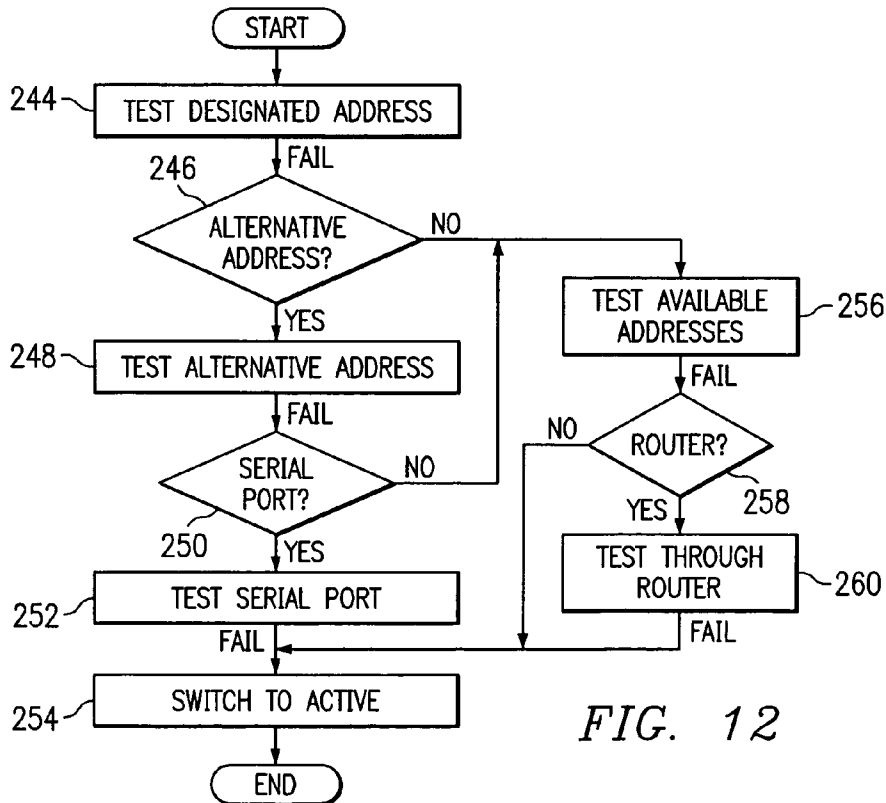 START
244
TEST DESIGNATED ADDRESS
FAIL
246
ALTERNATIVE
ADDRESS?
NO
YES
248
TEST ALTERNATIVE ADDRESS
FAIL
SERIAL
PORT?
NO
250
YES
252
TEST SERIAL PORT
FAIL
254
SWITCH TO ACTIVE
END
TEST AVAILABLE
ADDRESSES
256
FAIL
NO
ROUTER?
258
YES
TEST THROUGH
ROUTER
260
FAIL
FIG. 12